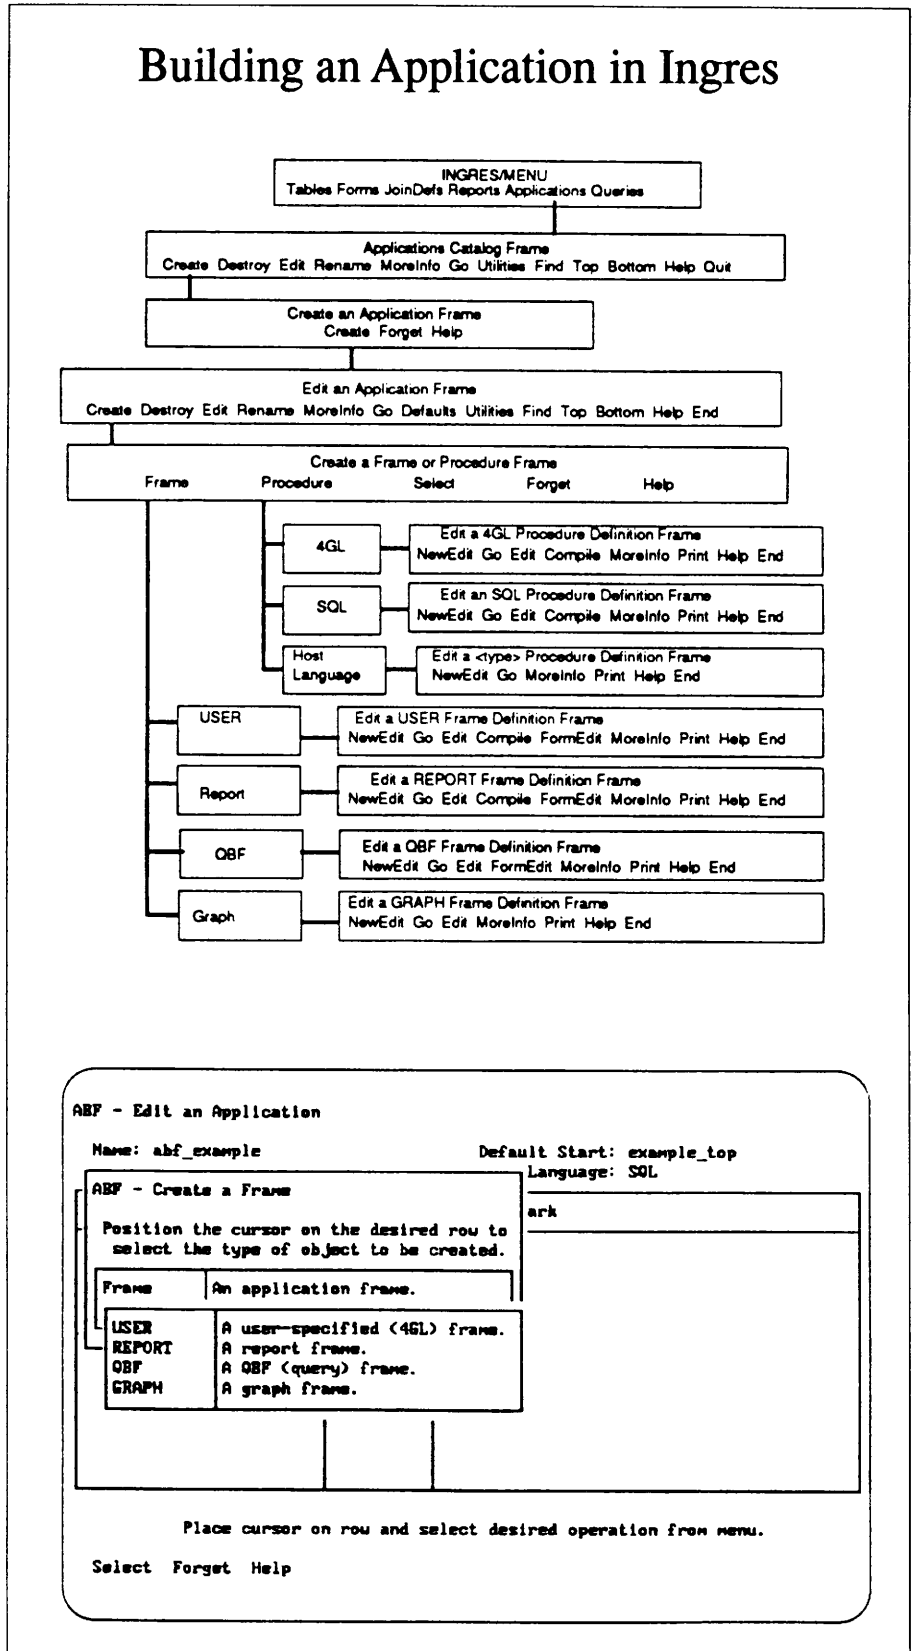 Building an Application in Ingres
INGRES/MENU
Tables Forms JoinDefs Reports Applications Queries
Applications Catalog Frame
Create Destroy Edit Rename MoreInfo Go Utilities Find Top Bottom Help Quit
Create an Application Frame
Create Forget Help
Edit an Application Frame
Create Destroy Edit Rename MoreInfo Go Defaults Utilities Find Top Bottom Help End
Create a Frame or Procedure Frame
Frame Procedure Select Forget Help
4GL
Edit a 4GL Procedure Definition Frame
NewEdit Go Edit Compile MoreInfo Print Help End
SQL
Edit an SQL Procedure Definition Frame
NewEdit Go Edit Compile MoreInfo Print Help End
Host
Language
Edit a <type> Procedure Definition Frame
NewEdit Go MoreInfo Print Help End
USER
Edit a USER Frame Definition Frame
NewEdit Go Edit Compile FormEdit MoreInfo Print Help End
Report
Edit a REPORT Frame Definition Frame
NewEdit Go Edit Compile FormEdit MoreInfo Print Help End
QBF
Edit a QBF Frame Definition Frame
NewEdit Go Edit FormEdit MoreInfo Print Help End
Graph
Edit a GRAPH Frame Definition Frame
NewEdit Go Edit MoreInfo Print Help End
ABF - Edit an Application
Name: abf_example Default Start: example_top
Language: SQL
ABF - Create a Frame
ark
Position the cursor on the desired row to
select the type of object to be created.
Frame An application frame.
USER A user-specified (4GL) frame.
REPORT A report frame.
QBF A QBF (query) frame.
GRAPH A graph frame.
Place cursor on row and select desired operation from menu.
Select Forget Help